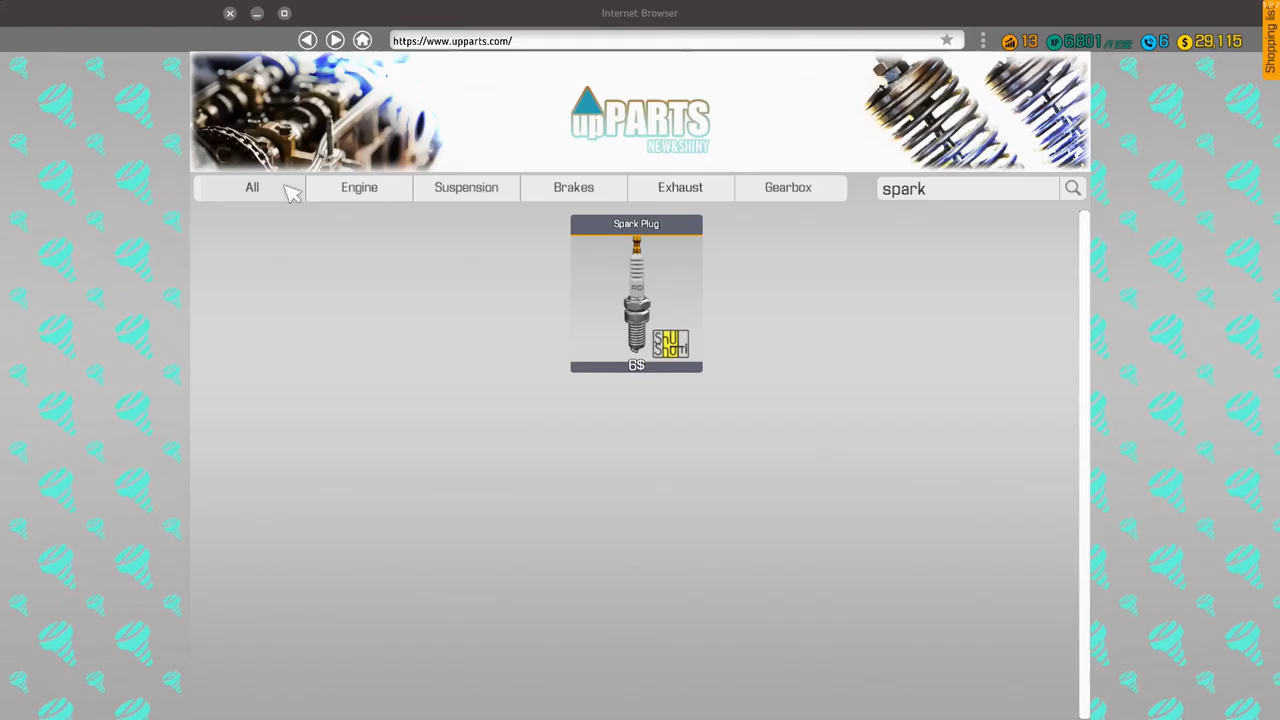 Internet Browser
https://www.upparts.com/
13
6,801
6
$ 29,115
Shopping list
upPARTS
NEW&SHINY
All
Engine
Suspension
Brakes
Exhaust
Gearbox
spark
Spark Plug
6$